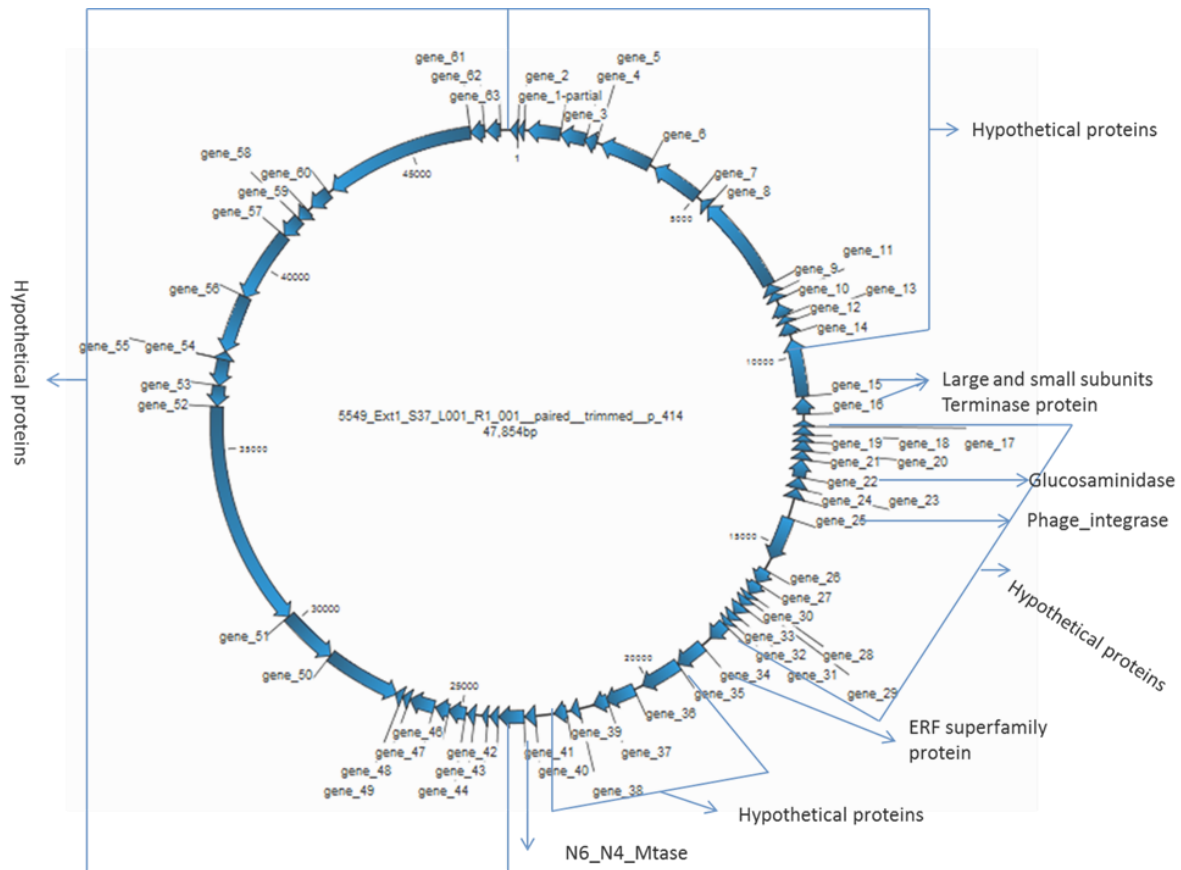 gene_61
gene_62
gene_63
gene_2
gene_1-partial
gene_3
gene_5
gene_4
gene_6
gene_7
gene_8
gene_9
gene_11
gene_10
gene_13
gene_12
gene_14
gene_15
gene_16
gene_17
gene_18
gene_19
gene_20
gene_21
gene_22
gene_23
gene_24
gene_25
gene_26
gene_27
gene_30
gene_28
gene_33
gene_32
gene_31
gene_29
gene_34
gene_35
gene_36
gene_37
gene_39
gene_38
gene_40
gene_41
gene_42
gene_43
gene_44
gene_46
gene_47
gene_48
gene_49
gene_50
gene_51
gene_52
gene_53
gene_55
gene_54
gene_56
gene_57
gene_59
gene_58
gene_60
1
5000
10000
15000
20000
25000
30000
35000
40000
45000
5549_Ext1_S37_L001_R1_001__paired__trimmed__p_414
47,854bp
Hypothetical proteins
Hypothetical proteins
Large and small subunits
Terminase protein
Glucosaminidase
Phage_integrase
Hypothetical proteins
ERF superfamily
protein
Hypothetical proteins
N6_N4_Mtase